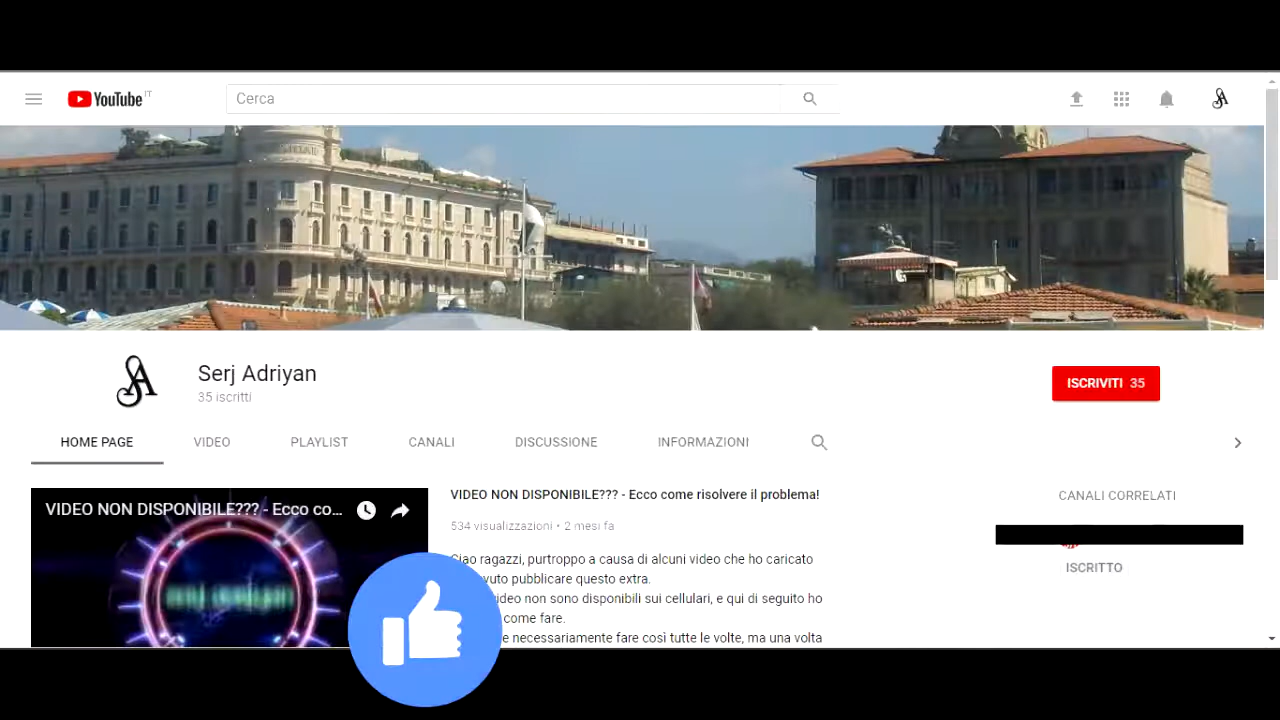 YouTube IT
Cerca
Serj Adriyan
35 iscritti
ISCRIVITI 35
HOME PAGE
VIDEO
PLAYLIST
CANALI
DISCUSSIONE
INFORMAZIONI
VIDEO NON DISPONIBILE??? - Ecco co...
VIDEO NON DISPONIBILE??? - Ecco come risolvere il problema!
534 visualizzazioni • 2 mesi fa
Ciao ragazzi, purtroppo a causa di alcuni video che ho caricato
pubblicare questo extra.
non sono disponibili sui cellulari, e qui di seguito ho
come fare.
necessariamente fare così tutte le volte, ma una volta
CANALI CORRELATI
ISCRITTO